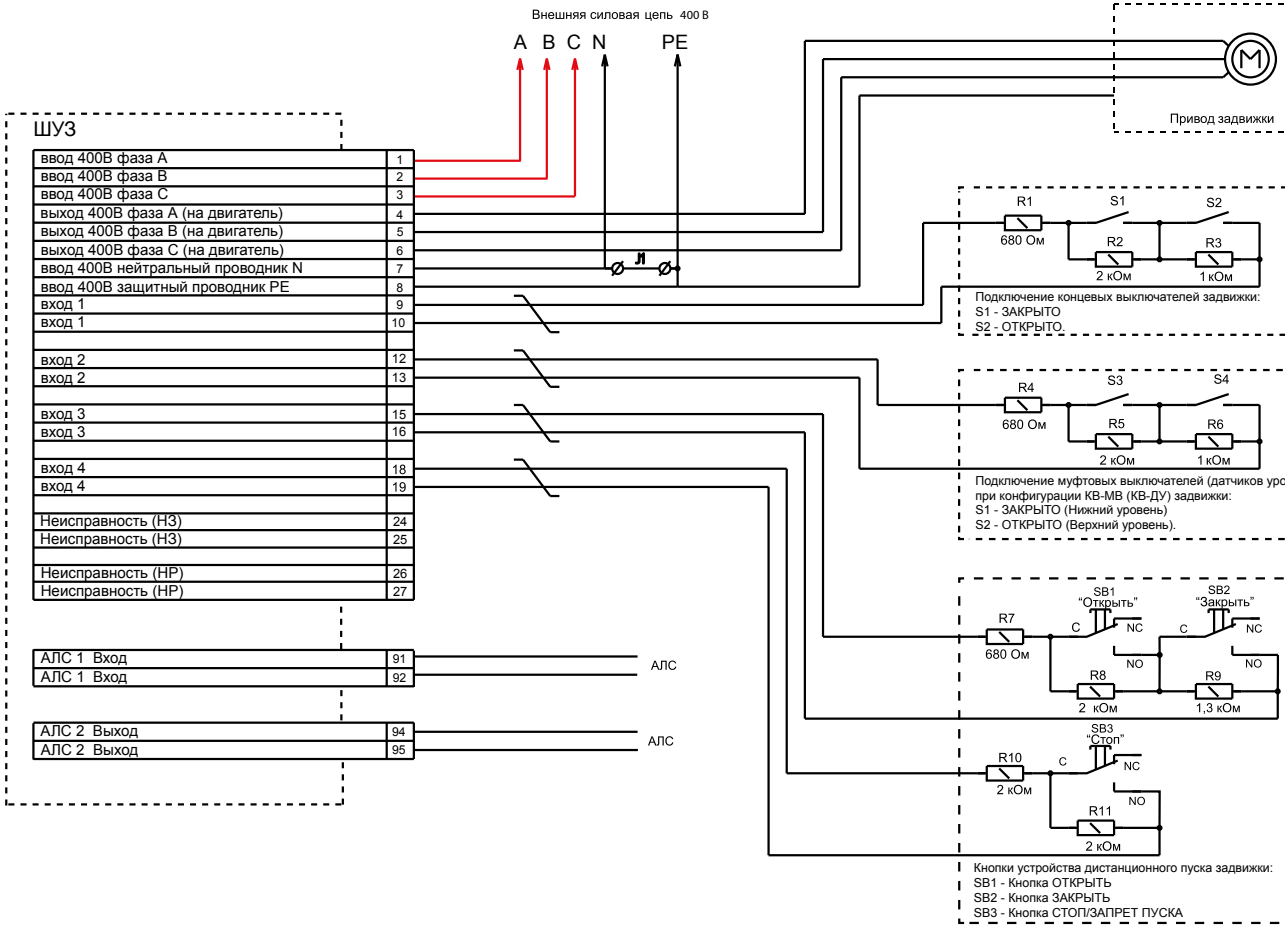 Внешняя силовая цепь 400 В
A B C N PE
Привод задвижки
M
ШУЗ
ввод 400В фаза А 1
ввод 400В фаза В 2
ввод 400В фаза С 3
выход 400В фаза А (на двигатель) 4
выход 400В фаза В (на двигатель) 5
выход 400В фаза С (на двигатель) 6
ввод 400В нейтральный проводник N 7
ввод 400В защитный проводник PE 8
вход 1 9
вход 1 10
вход 2 12
вход 2 13
вход 3 15
вход 3 16
вход 4 18
вход 4 19
Неисправность (НЗ) 24
Неисправность (НЗ) 25
Неисправность (НР) 26
Неисправность (НР) 27
АЛС 1 Вход 91
АЛС 1 Вход 92
АЛС
АЛС 2 Выход 94
АЛС 2 Выход 95
АЛС
R1 S1 S2
680 Ом R2 R3
2 кОм 1 кОм
Подключение концевых выключателей задвижки:
S1 - ЗАКРЫТО
S2 - ОТКРЫТО.
R4 S3 S4
680 Ом R5 R6
2 кОм 1 кОм
Подключение муфтовых выключателей (датчиков уро
при конфигурации КВ-МВ (КВ-ДУ) задвижки:
S1 - ЗАКРЫТО (Нижний уровень)
S2 - ОТКРЫТО (Верхний уровень).
SB1 SB2
“Открыть” “Закрыть”
R7 C NC C NC
680 Ом NO NO
R8 R9
2 кОм 1,3 кОм
SB3
“Стоп”
R10 C NC
2 кОм NO
R11
2 кОм
Кнопки устройства дистанционного пуска задвижки:
SB1 - Кнопка ОТКРЫТЬ
SB2 - Кнопка ЗАКРЫТЬ
SB3 - Кнопка СТОП/ЗАПРЕТ ПУСКА